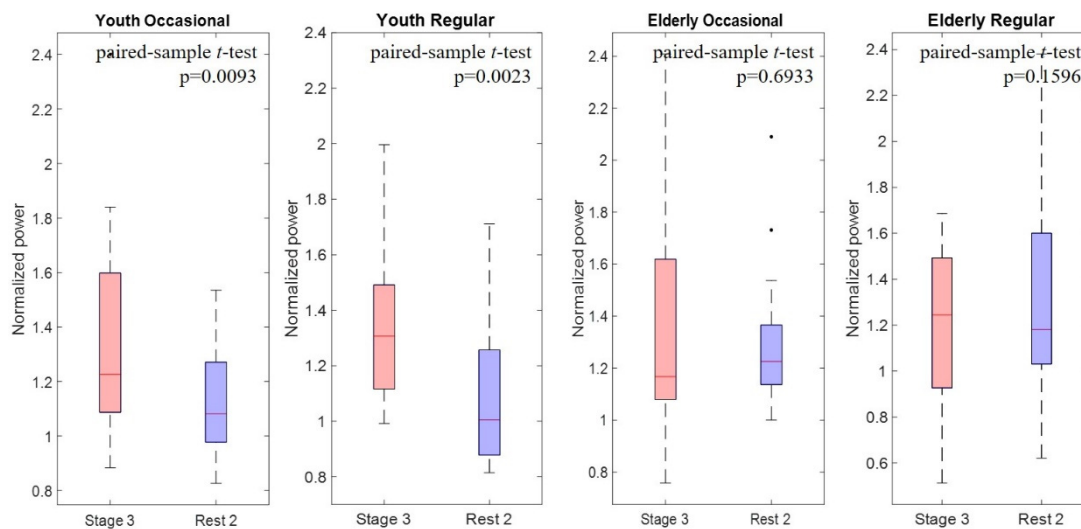 Youth Occasional
paired-sample t-test
p=0.0093
2.4
2.2
2
1.8
1.6
1.4
1.2
1
0.8
Normalized power
Stage 3
Rest 2
Youth Regular
paired-sample t-test
p=0.0023
2.4
2.2
2
1.8
1.6
1.4
1.2
1
0.8
Normalized power
Stage 3
Rest 2
Elderly Occasional
paired-sample t-test
p=0.6933
2.4
2.2
2
1.8
1.6
1.4
1.2
1
0.8
Normalized power
Stage 3
Rest 2
Elderly Regular
paired-sample t-test
p=0.1596
2.4
2.2
2
1.8
1.6
1.4
1.2
1
0.8
0.6
Normalized power
Stage 3
Rest 2